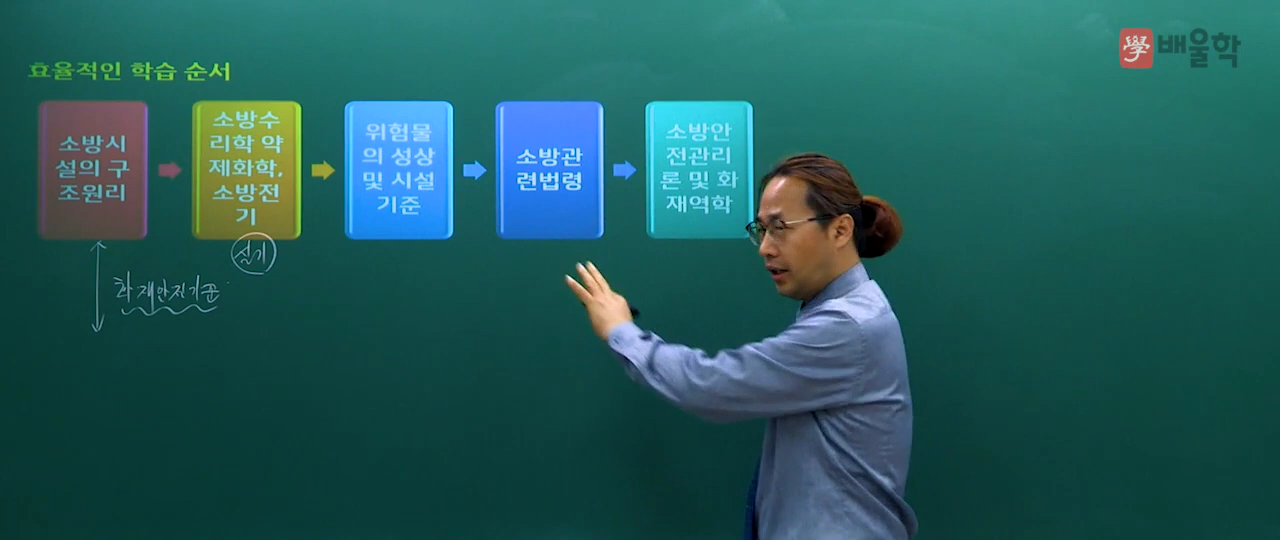 學 배울학
효율적인 학습 순서
소방시
설의 구
조원리
소방수
리학 약
제화학,
소방전
기
위험물
의 성상
및 시설
기준
소방관
련법령
소방안
전관리
론 및 화
재역학
실기
화재안전기준